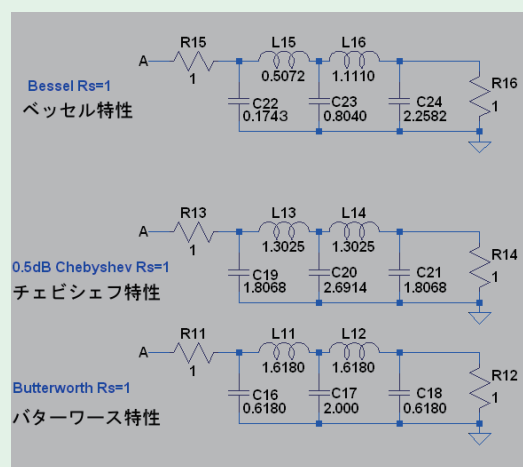 A R15 L15 L16
1 0.5072 1.1110
Bessel Rs=1
ベッセル特性
C22 C23 C24 R16
0.1743 0.8040 2.2582 1
A R13 L13 L14
1 1.3025 1.3025
0.5dB Chebyshev Rs=1
チェビシェフ特性
C19 C20 C21 R14
1.8068 2.6914 1.8068 1
A R11 L11 L12
1 1.6180 1.6180
Butterworth Rs=1
バターワース特性
C16 C17 C18 R12
0.6180 2.000 0.6180 1